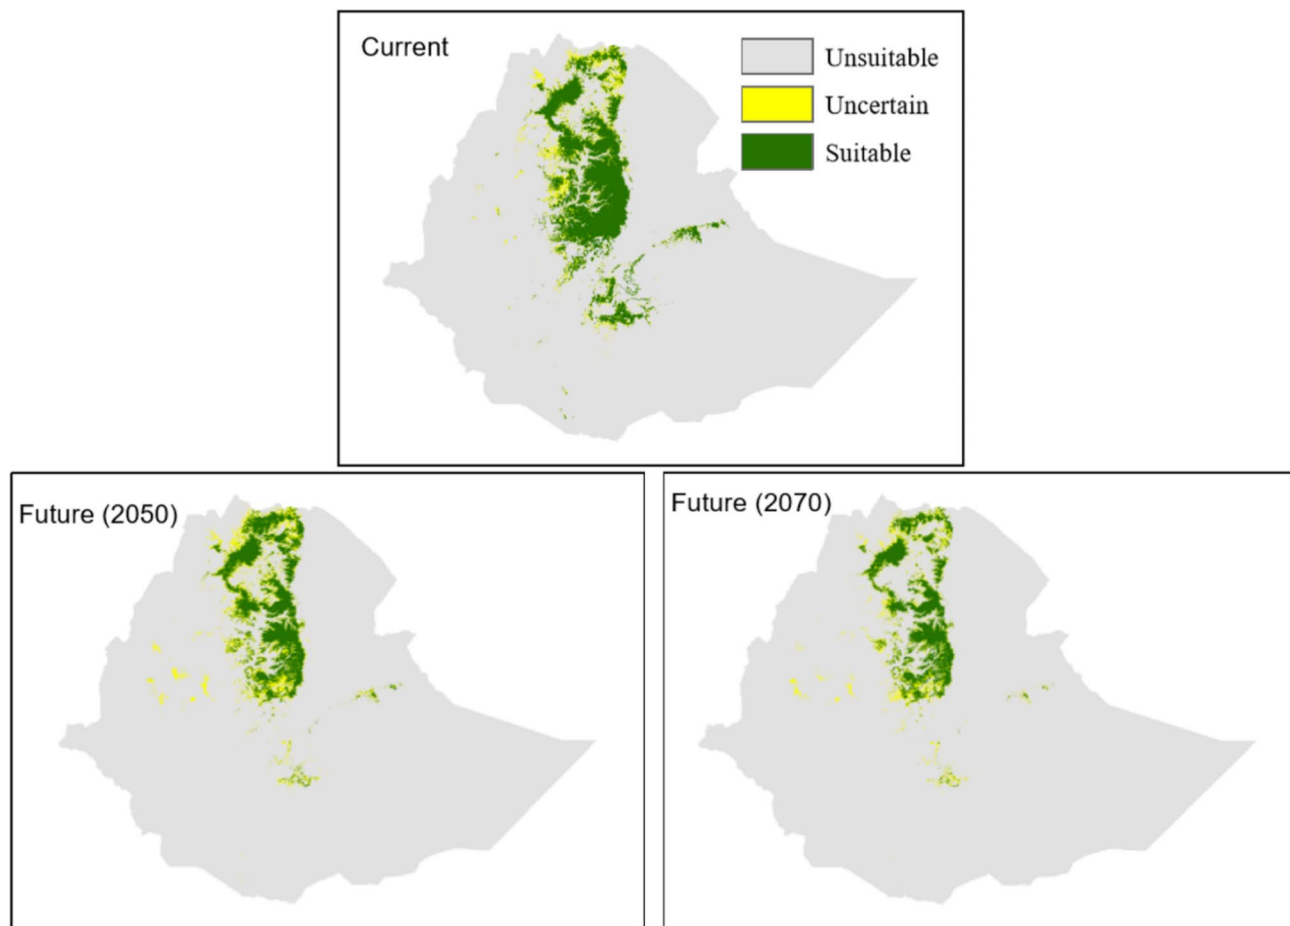 Current
Unsuitable
Uncertain
Suitable
Future (2050)
Future (2070)